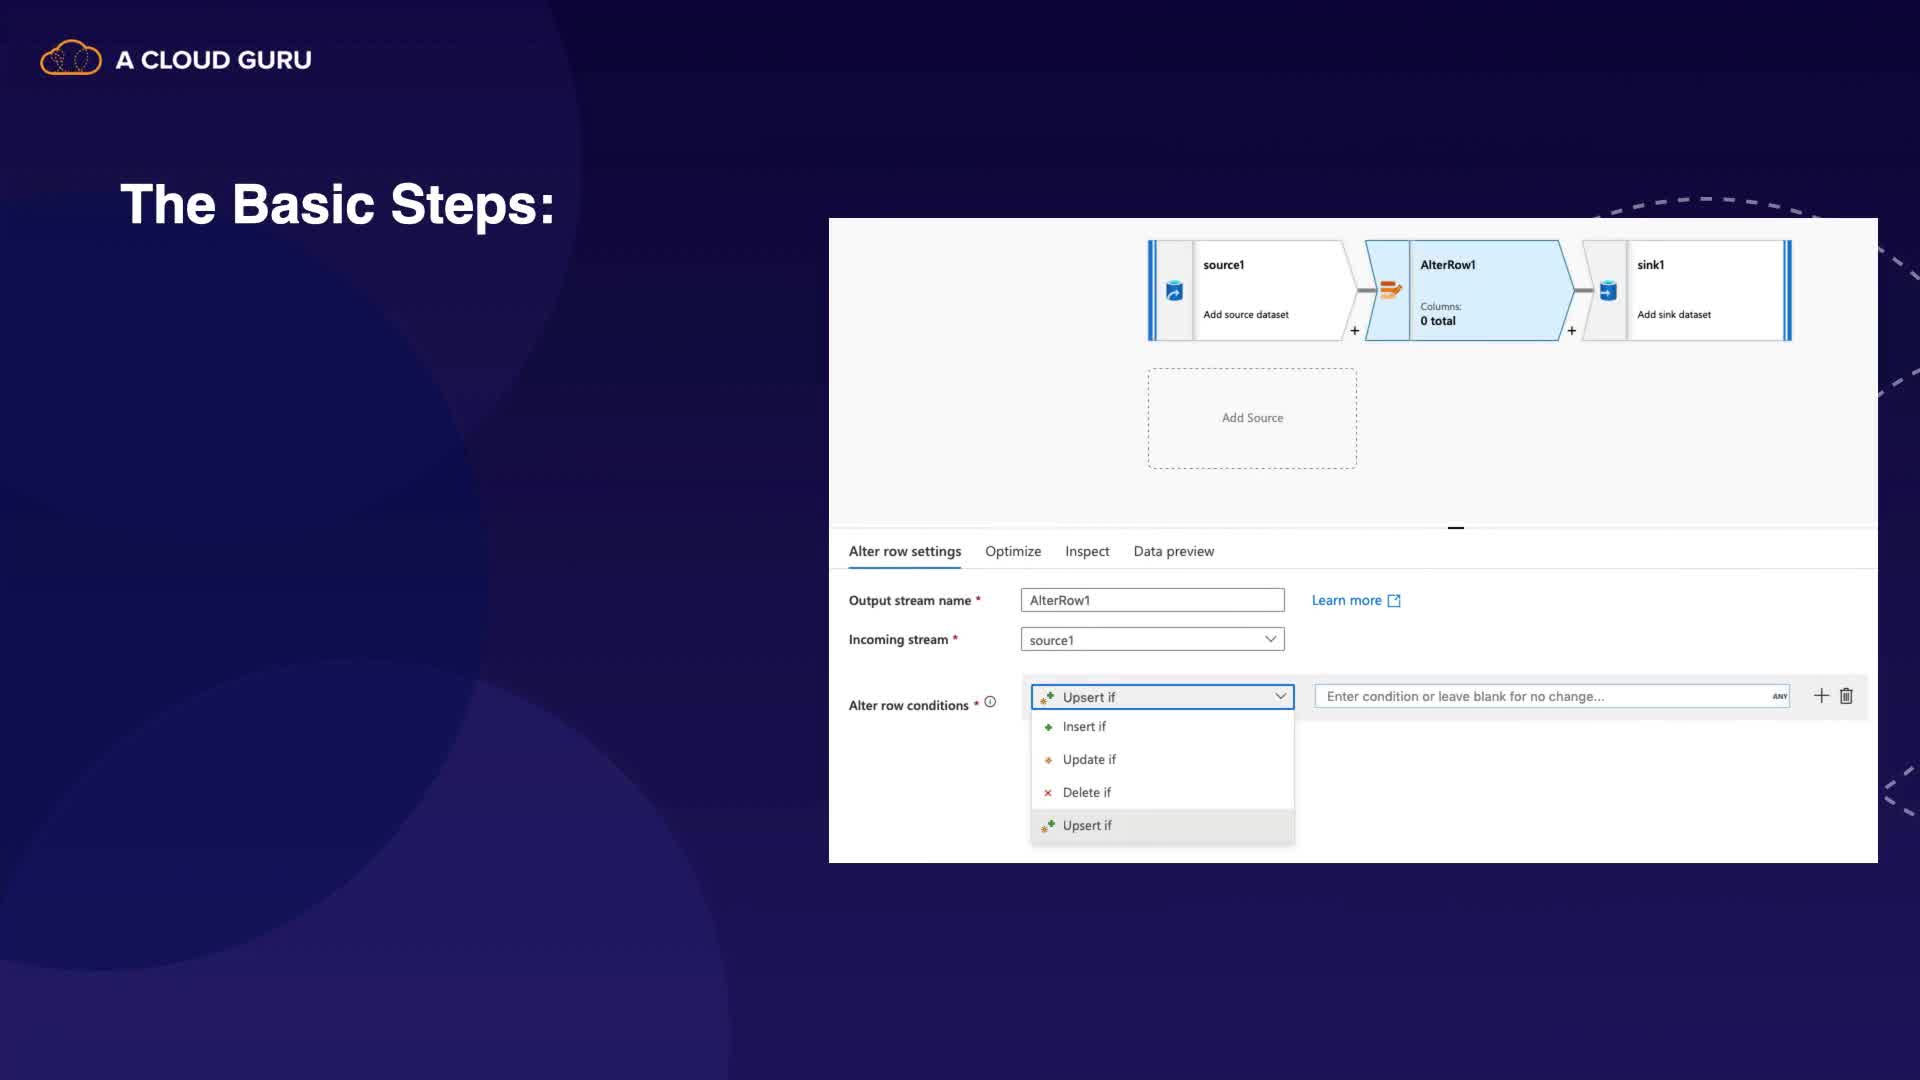 A CLOUD GURU
The Basic Steps:
source1
Add source dataset
+
AlterRow1
Columns:
0 total
+
sink1
Add sink dataset
Add Source
Alter row settings Optimize Inspect Data preview
Output stream name * AlterRow1 Learn more
Incoming stream * source1
Alter row conditions * Upsert if Enter condition or leave blank for no change... ANY
Insert if
Update if
Delete if
Upsert if